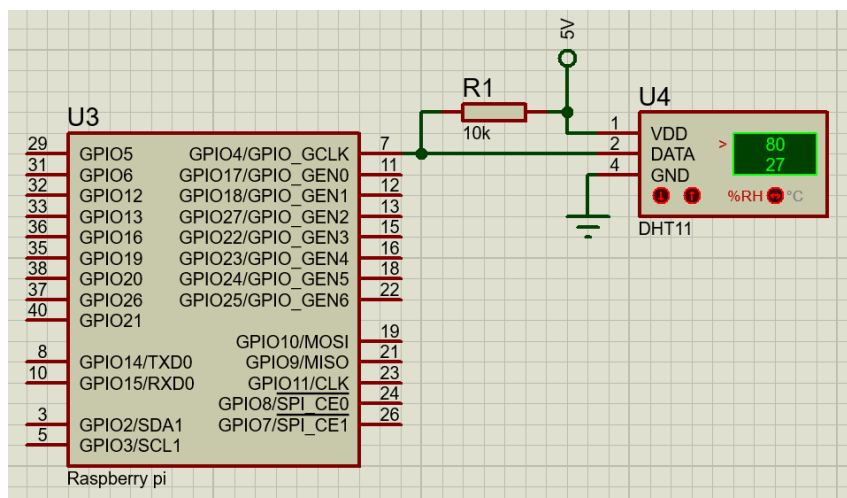 5V
R1
10k
U3
U4
29 GPIO5 GPIO4/GPIO_GCLK 7
31 GPIO6 GPIO17/GPIO_GEN0 11
32 GPIO12 GPIO18/GPIO_GEN1 12
33 GPIO13 GPIO27/GPIO_GEN2 13
36 GPIO16 GPIO22/GPIO_GEN3 15
35 GPIO19 GPIO23/GPIO_GEN4 16
38 GPIO20 GPIO24/GPIO_GEN5 18
37 GPIO26 GPIO25/GPIO_GEN6 22
40 GPIO21
GPIO10/MOSI 19
8 GPIO14/TXD0 GPIO9/MISO 21
10 GPIO15/RXD0 GPIO11/CLK 23
GPIO8/SPI_CE0 24
3 GPIO2/SDA1 GPIO7/SPI_CE1 26
5 GPIO3/SCL1
Raspberry pi
1 VDD
2 DATA
4 GND
> 80
27
%RH °C
DHT11